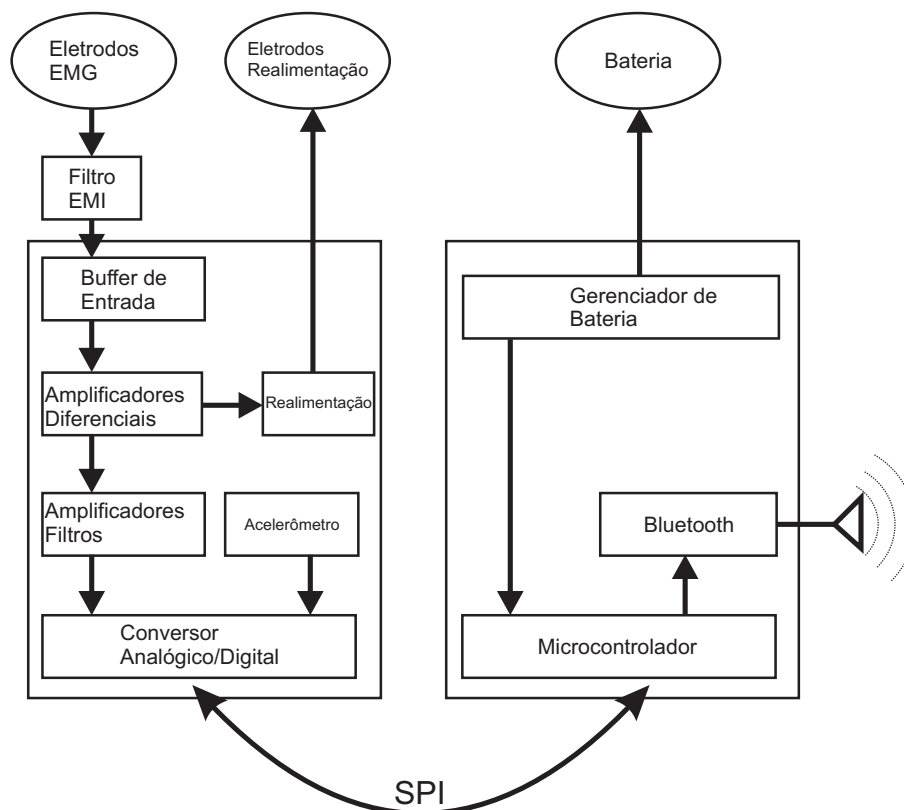 Eletrodos
EMG
Eletrodos
Realimentação
Bateria
Filtro
EMI
Buffer de
Entrada
Gerenciador de
Bateria
Amplificadores
Diferenciais
Realimentação
Amplificadores
Filtros
Acelerômetro
Bluetooth
Conversor
Analógico/Digital
Microcontrolador
SPI